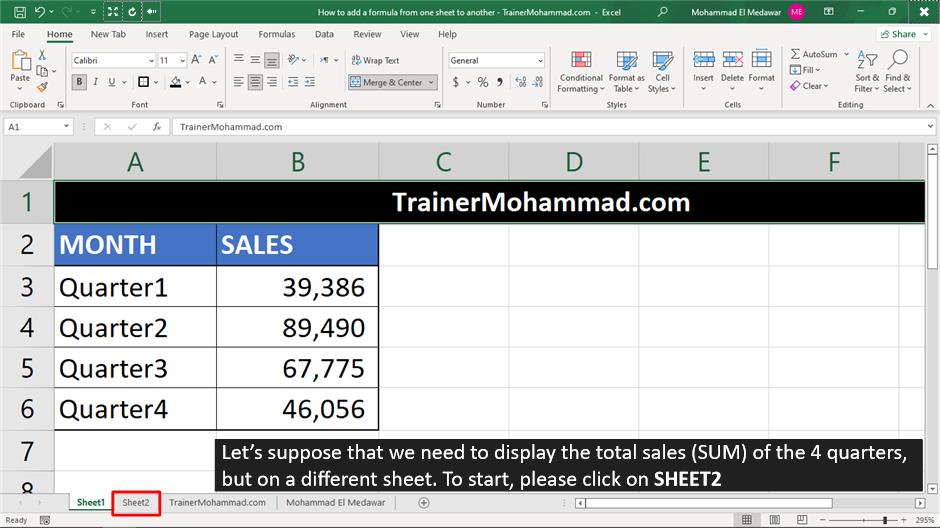 How to add a formula from one sheet to another - TrainerMohammad.com - Excel
Mohammad El Medawar ME
File Home New Tab Insert Page Layout Formulas Data Review View Help Share
Paste
Clipboard
Calibri 11 A A
B I U A
Font
Wrap Text
Merge & Center
Alignment
General
$ % 9 .00
Number
Conditional Formatting
Format as Table
Cell Styles
Styles
Insert Delete Format
Cells
AutoSum
Fill
Clear
Sort & Filter
Find & Select
Editing
A1 fx TrainerMohammad.com
A B C D E F
1 TrainerMohammad.com
2 MONTH SALES
3 Quarter1 39,386
4 Quarter2 89,490
5 Quarter3 67,775
6 Quarter4 46,056
7
8
Let’s suppose that we need to display the total sales (SUM) of the 4 quarters,
but on a different sheet. To start, please click on SHEET2
Sheet1 Sheet2 TrainerMohammad.com Mohammad El Medawar
Ready 295%